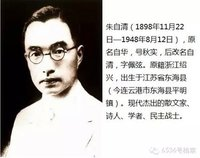 朱自清（1898年11月22
日—1948年8月12日），原
名自华，号秋实，后改名自
清，字佩弦。原籍浙江绍
兴，出生于江苏省东海县
（今连云港市东海县平明
镇）。现代杰出的散文家、
诗人、学者、民主战士。